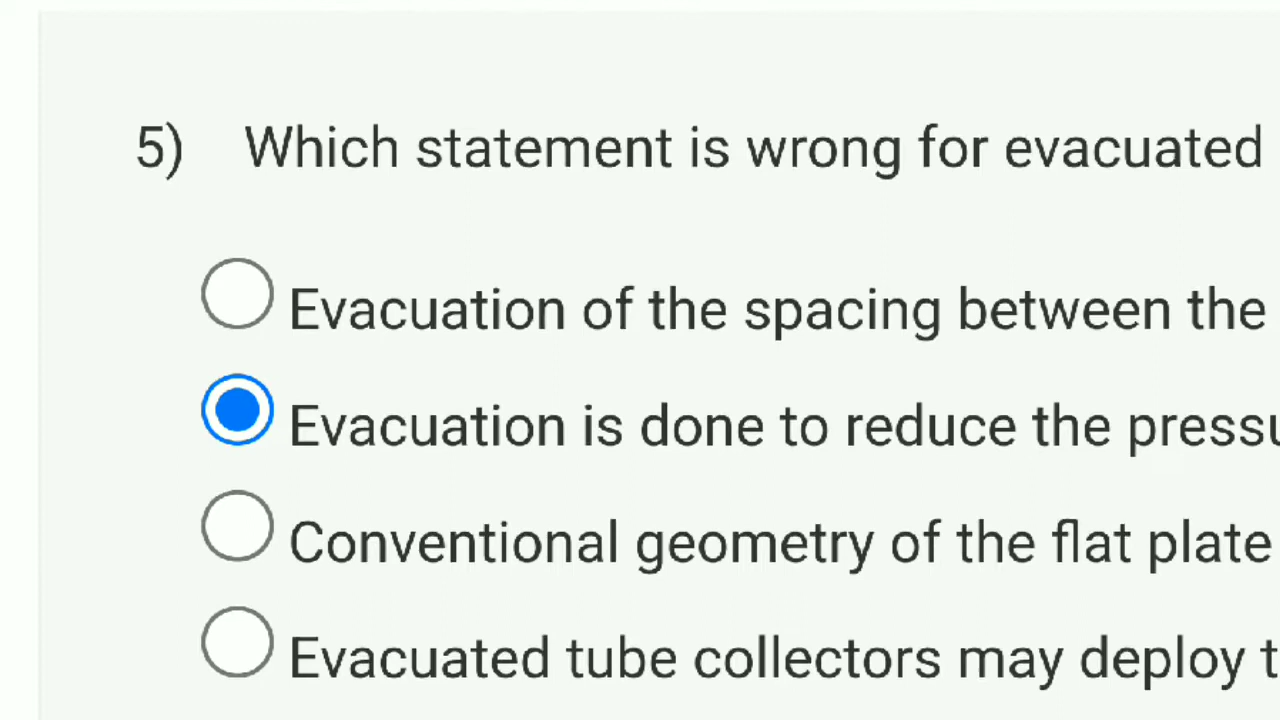 5) Which statement is wrong for evacuated
Evacuation of the spacing between the
Evacuation is done to reduce the pressu
Conventional geometry of the flat plate
Evacuated tube collectors may deploy t